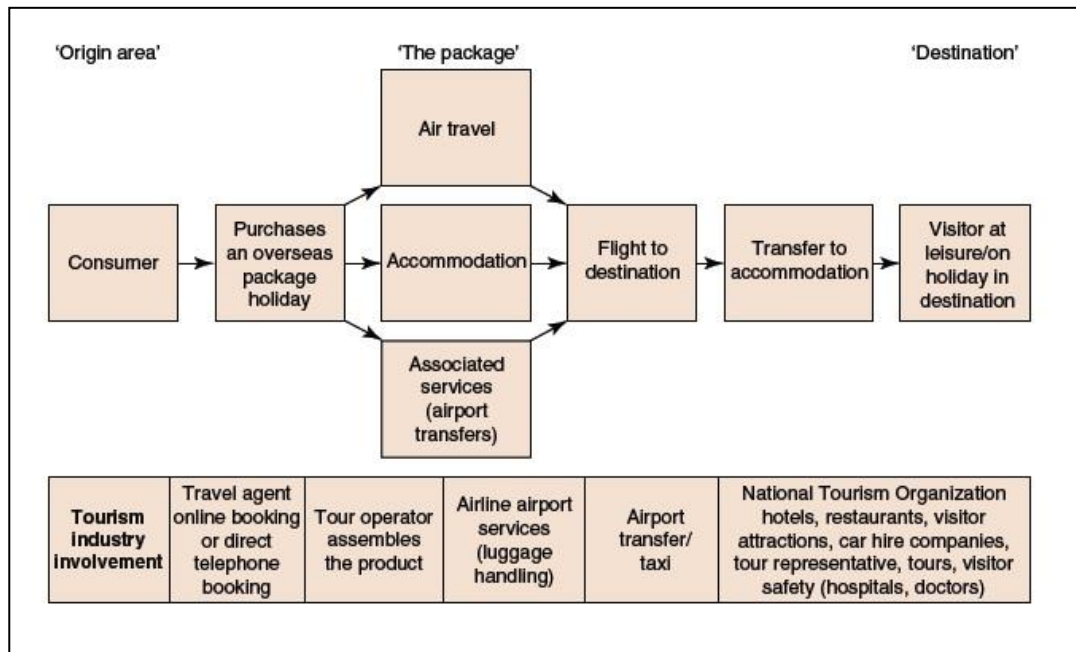 ‘Origin area’
‘The package’
‘Destination’
Air travel
Consumer
Purchases
an overseas
package
holiday
Accommodation
Flight to
destination
Transfer to
accommodation
Visitor at
leisure/on
holiday in
destination
Associated
services
(airport
transfers)
Tourism
industry
involvement
Travel agent
online booking
or direct
telephone
booking
Tour operator
assembles
the product
Airline airport
services
(luggage
handling)
Airport
transfer/
taxi
National Tourism Organization
hotels, restaurants, visitor
attractions, car hire companies,
tour representative, tours, visitor
safety (hospitals, doctors)